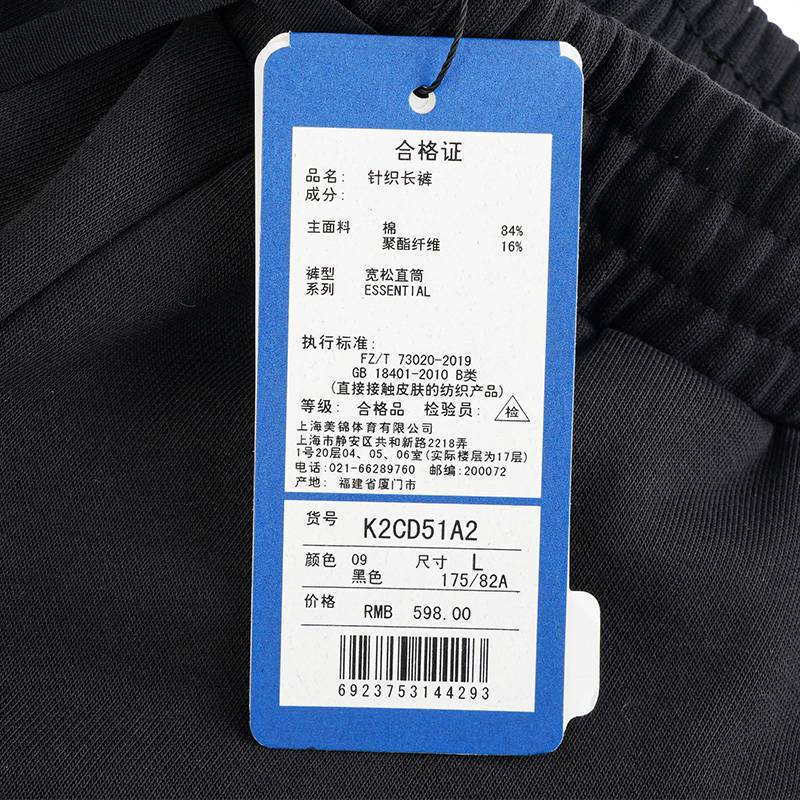 合格证
品名: 针织长裤
成分:
主面料 棉 84%
聚酯纤维 16%
裤型 宽松直筒
系列 ESSENTIAL
执行标准:
FZ/T 73020-2019
GB 18401-2010 B类
(直接接触皮肤的纺织产品)
等级: 合格品 检验员: 检
上海美锦体育有限公司
上海市静安区共和新路2218弄
1号20层04、05、06室(实际楼层为17层)
电话:021-66289760 邮编:200072
产地: 福建省厦门市
货号 K2CD51A2
颜色 09 尺寸 L
黑色 175/82A
价格 RMB 598.00
6923753144293